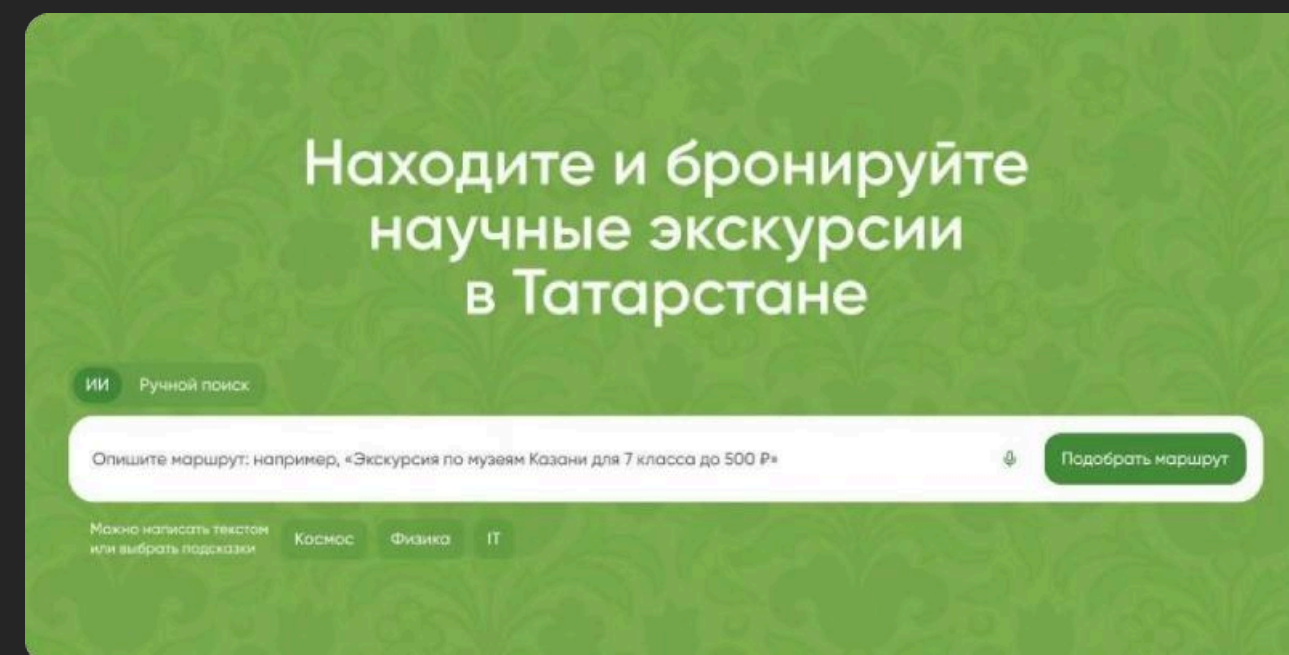 Находите и бронируйте
научные экскурсии
в Татарстане
ИИ Ручной поиск
Опишите маршрут: например, «Экскурсия по музеям Казани для 7 класса до 500 ₽»
Подобрать маршрут
Можно написать текстом
или выбрать подсказки
Космос Физика IT